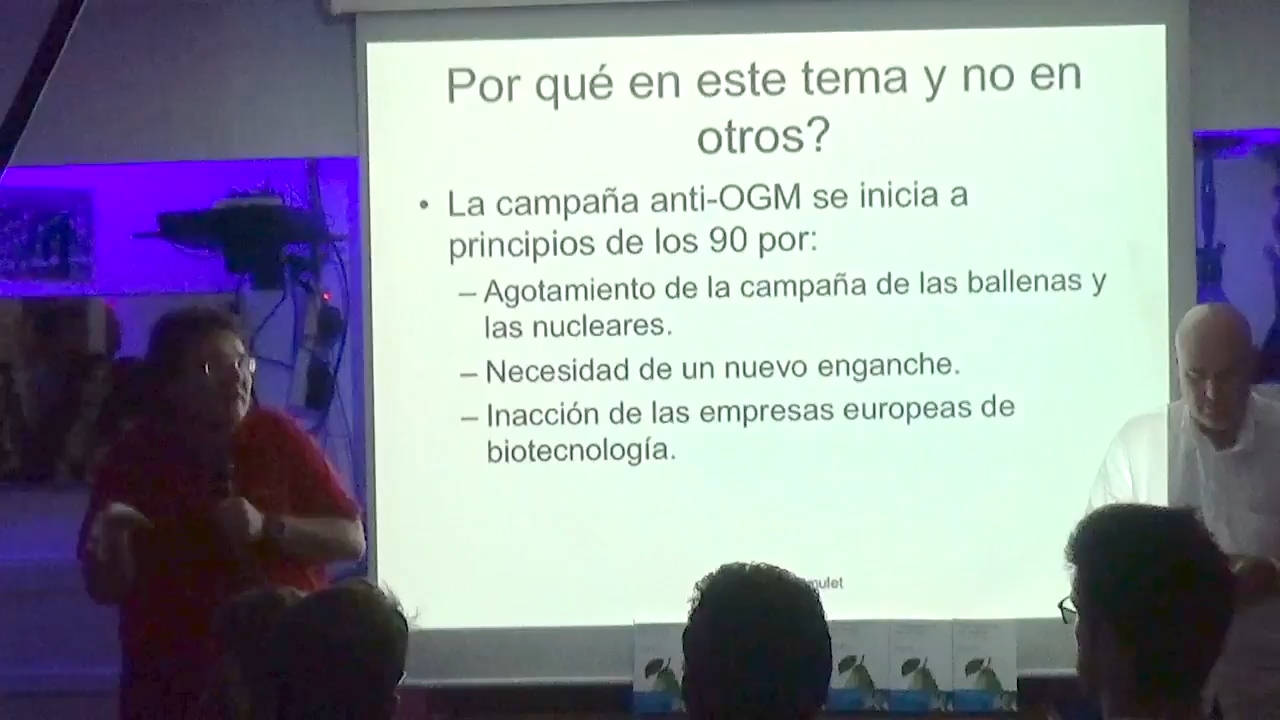 Por qué en este tema y no en
otros?
• La campaña anti-OGM se inicia a
principios de los 90 por:
– Agotamiento de la campaña de las ballenas y
las nucleares.
– Necesidad de un nuevo enganche.
– Inacción de las empresas europeas de
biotecnología.